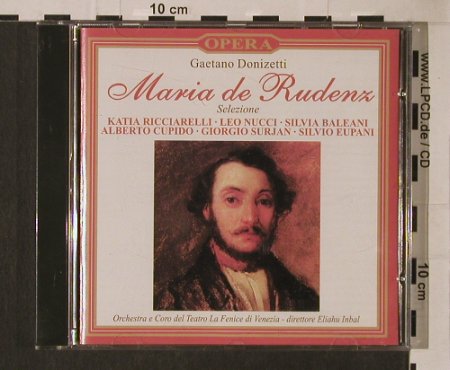 10 cm
OPERA
Gaetano Donizetti
Maria de Rudenz
Selezione
KATIA RICCIARELLI · LEO NUCCI · SILVIA BALEANI
ALBERTO CUPIDO · GIORGIO SURJAN · SILVIO EUPANI
Orchestra e Coro del Teatro La Fenice di Venezia - direttore Eliahu Inbal
www.LPCD.de / CD
10 cm